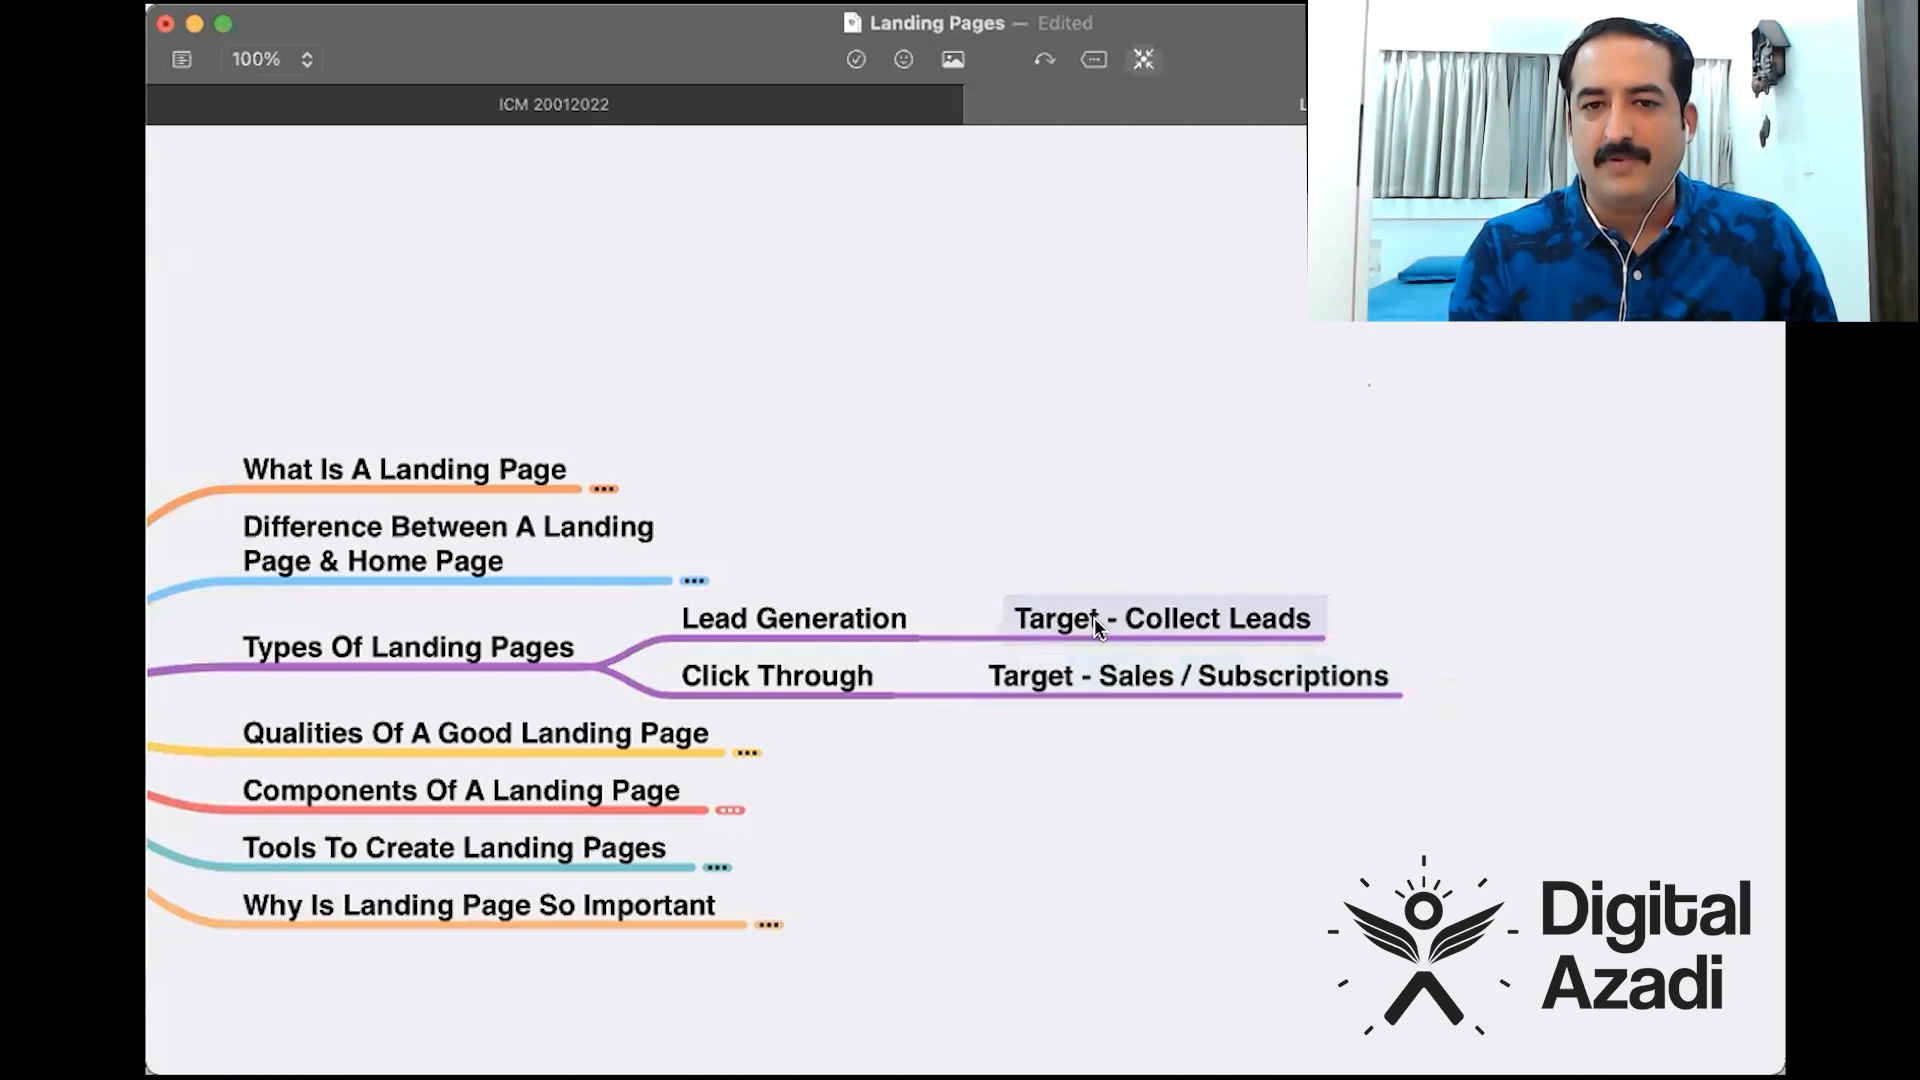 Landing Pages — Edited
100%
ICM 20012022
L
What Is A Landing Page
Difference Between A Landing
Page & Home Page
Types Of Landing Pages
Lead Generation
Target - Collect Leads
Click Through
Target - Sales / Subscriptions
Qualities Of A Good Landing Page
Components Of A Landing Page
Tools To Create Landing Pages
Why Is Landing Page So Important
Digital
Azadi